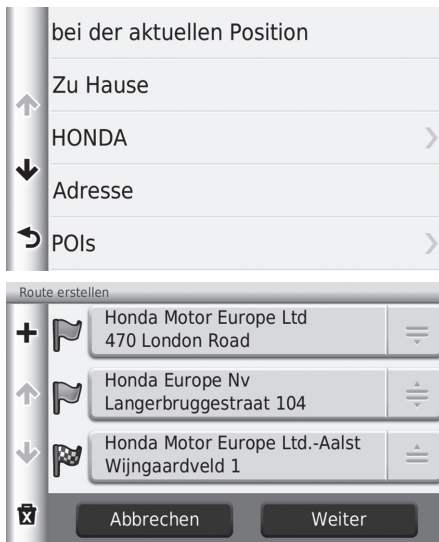 bei der aktuellen Position
Zu Hause
HONDA
Adresse
POIs
Route erstellen
Honda Motor Europe Ltd
470 London Road
Honda Europe Nv
Langerbruggestraat 104
Honda Motor Europe Ltd.-Aalst
Wijngaardveld 1
Abbrechen
Weiter